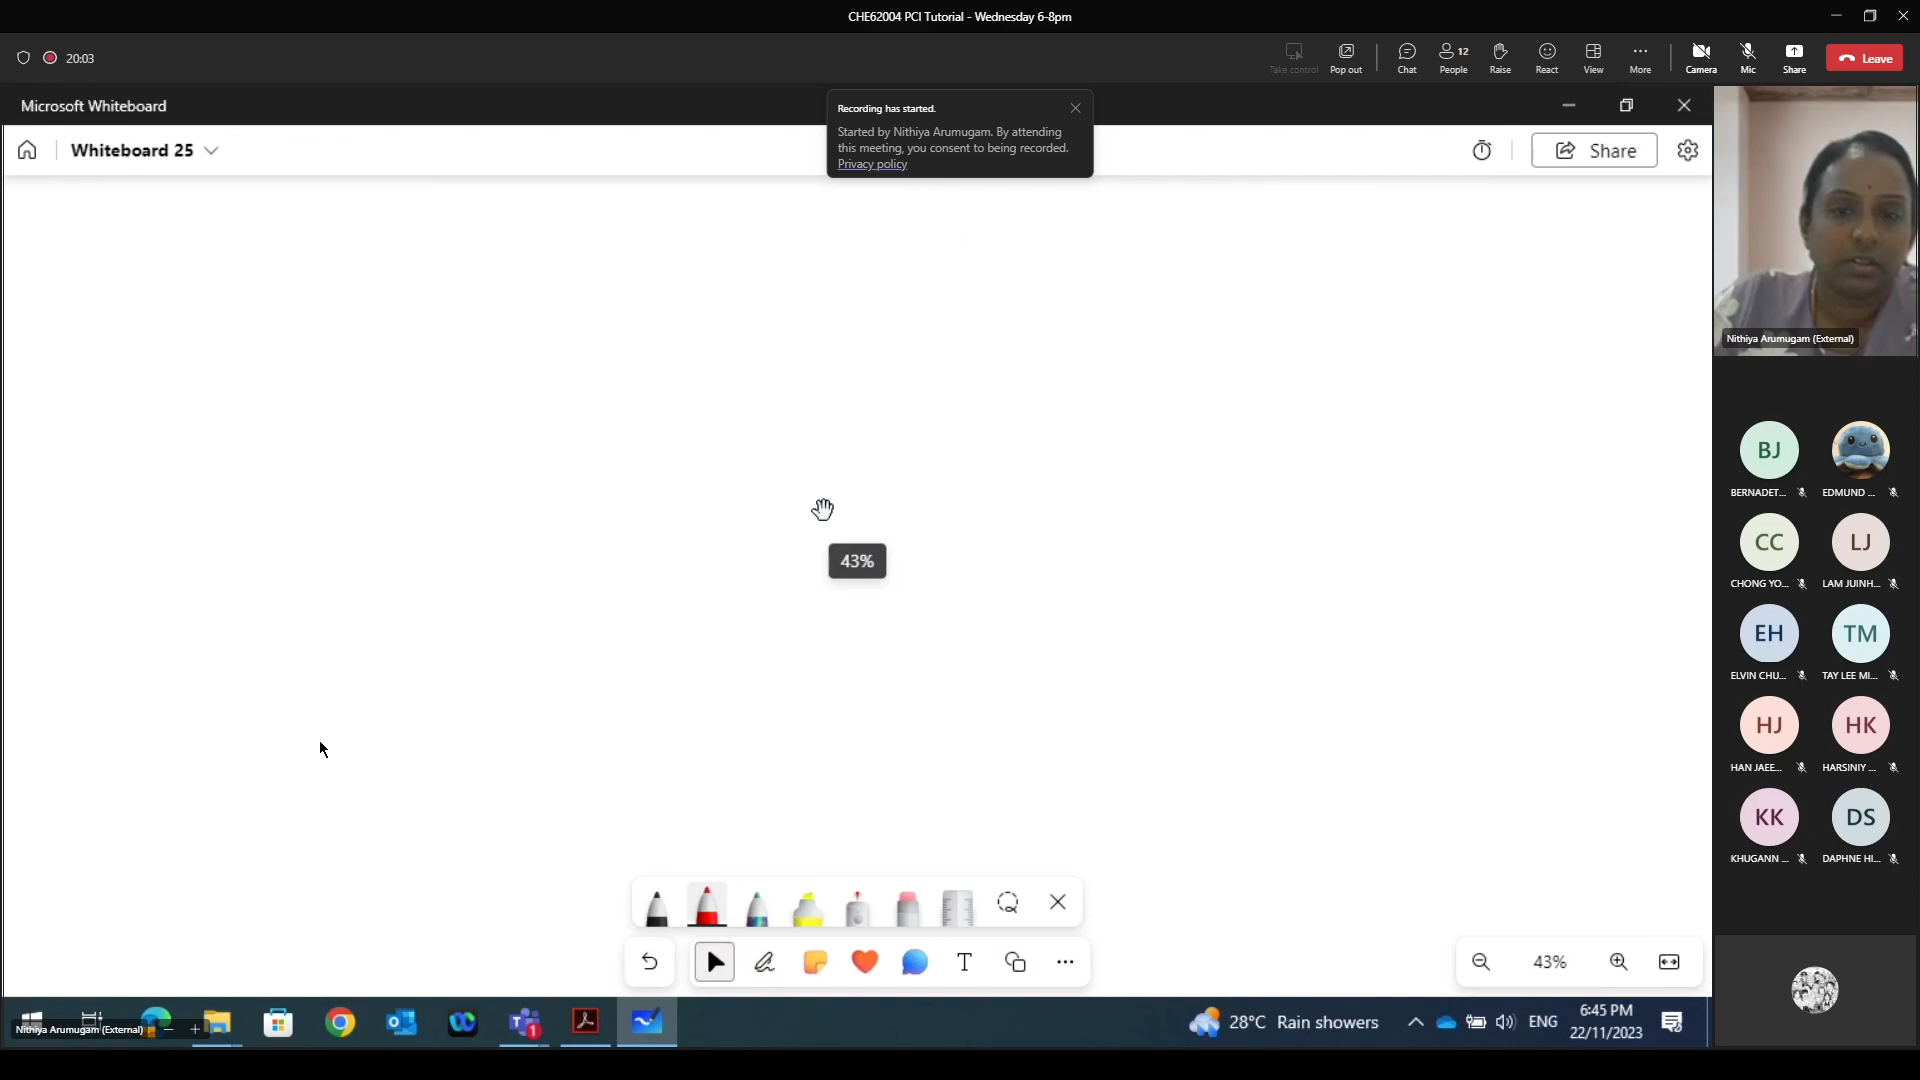 CHE62004 PCI Tutorial - Wednesday 6-8pm
20:03
Take control
Pop out
Chat
12
People
Raise
React
View
More
Camera
Mic
Share
Leave
Microsoft Whiteboard
Recording has started.
Started by Nithiya Arumugam. By attending
this meeting, you consent to being recorded.
Privacy policy
Whiteboard 25
Share
Nithiya Arumugam (External)
43%
BJ
BERNADET...
EDMUND ...
CC
CHONG YO...
LJ
LAM JUINH...
EH
ELVIN CHU...
TM
TAY LEE MI...
HJ
HAN JAEE...
HK
HARSINIY ...
KK
KHUGANN ...
DS
DAPHNE HI...
T
43%
Nithiya Arumugam (External)
1
28°C Rain showers
ENG
6:45 PM
22/11/2023